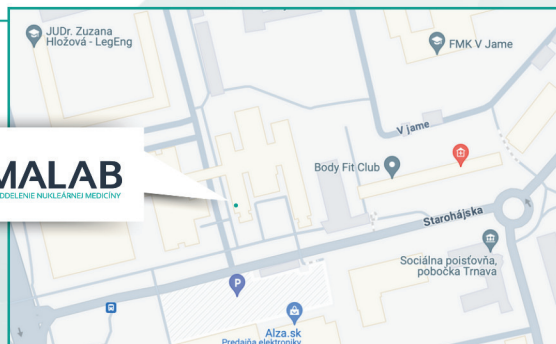 JUDr. Zuzana
Hložová - LegEng
FMK V Jame
V jame
MALAB
DDELENIE NUKLEÁRNEJ MEDICÍNY
Body Fit Club
Starohájska
Sociálna poisťovňa,
pobočka Trnava
P
Alza.sk
Predajňa elektroniky